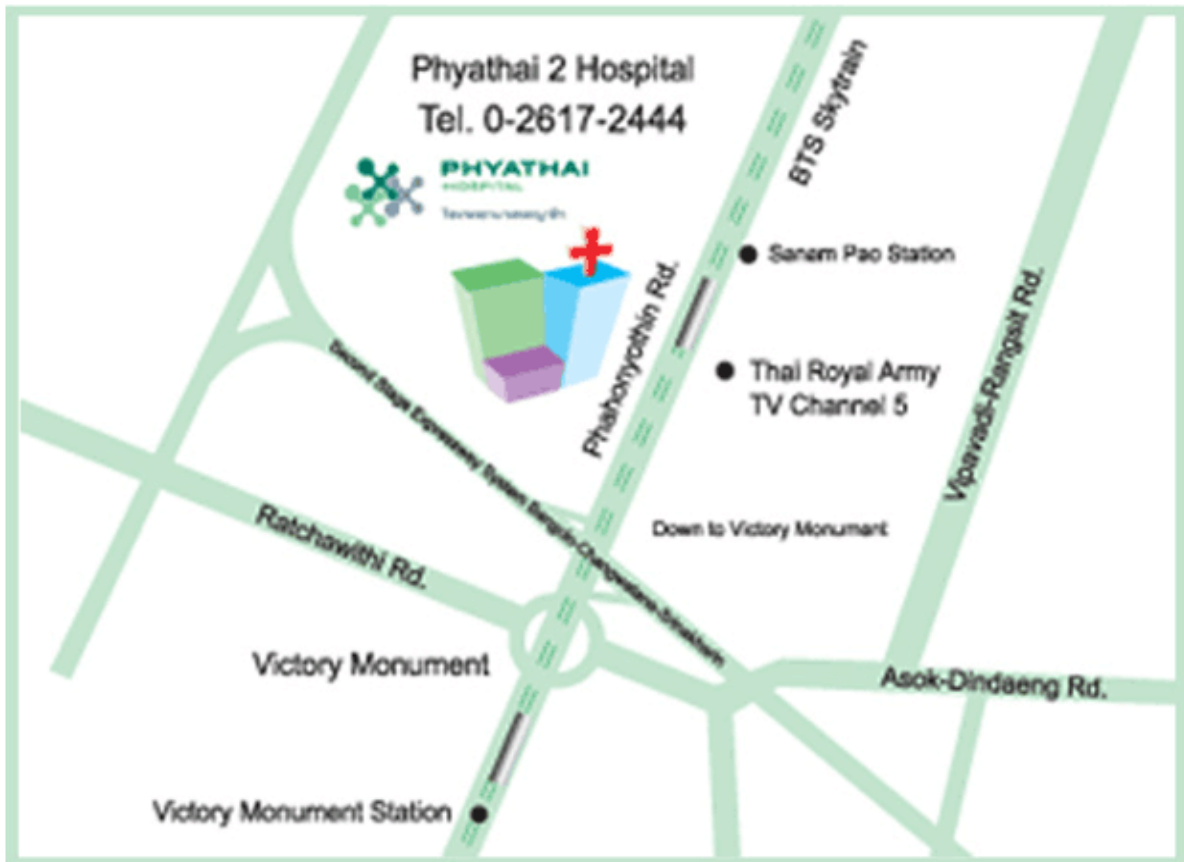 Phyathai 2 Hospital
Tel. 0-2617-2444
PHYATHAI
HOSPITAL
BTS Skytrain
Sanam Pao Station
Phahonyothin Rd.
Thai Royal Army
TV Channel 5
Vipavadi-Rangsit Rd.
Second Stage Expressway System
Down to Victory Monumant
Ratchawithi Rd.
Victory Monument
Asok-Dindaeng Rd.
Victory Monument Station